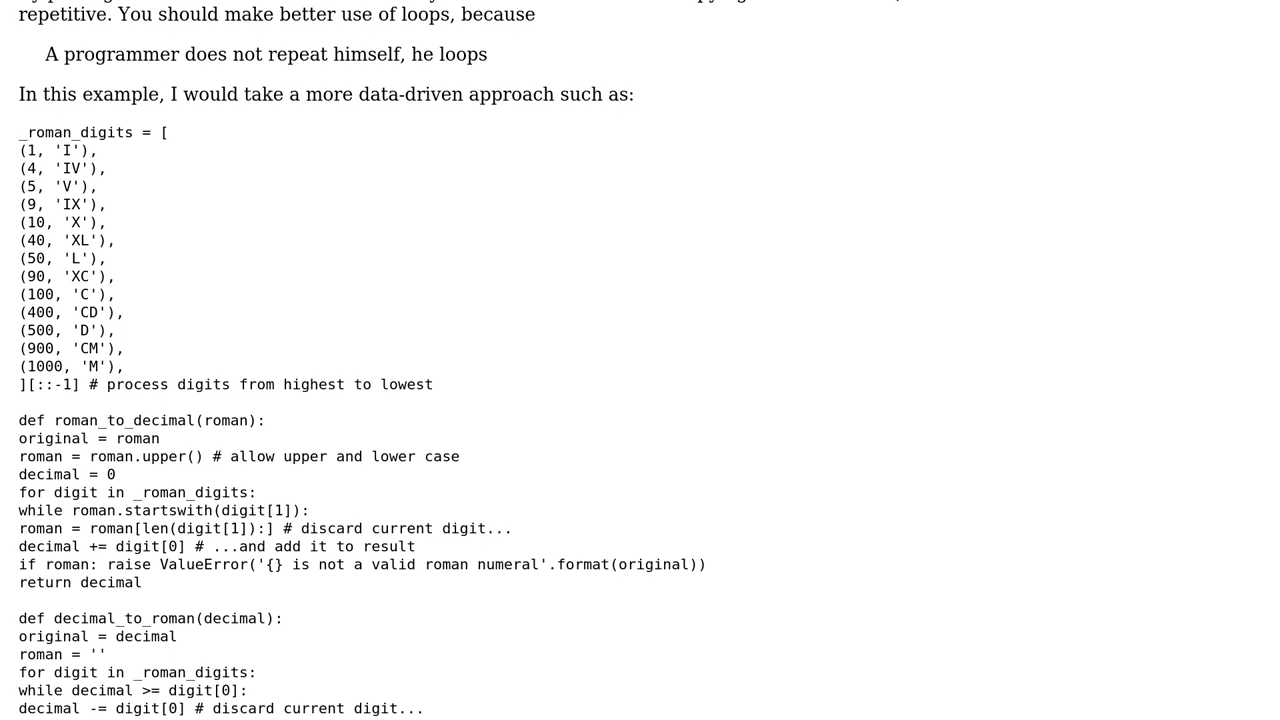 repetitive. You should make better use of loops, because
A programmer does not repeat himself, he loops
In this example, I would take a more data-driven approach such as:
_roman_digits = [
(1, 'I'),
(4, 'IV'),
(5, 'V'),
(9, 'IX'),
(10, 'X'),
(40, 'XL'),
(50, 'L'),
(90, 'XC'),
(100, 'C'),
(400, 'CD'),
(500, 'D'),
(900, 'CM'),
(1000, 'M'),
][::-1] # process digits from highest to lowest
def roman_to_decimal(roman):
original = roman
roman = roman.upper() # allow upper and lower case
decimal = 0
for digit in _roman_digits:
while roman.startswith(digit[1]):
roman = roman[len(digit[1]):] # discard current digit...
decimal += digit[0] # ...and add it to result
if roman: raise ValueError('{} is not a valid roman numeral'.format(original))
return decimal
def decimal_to_roman(decimal):
original = decimal
roman = ''
for digit in _roman_digits:
while decimal >= digit[0]:
decimal -= digit[0] # discard current digit...